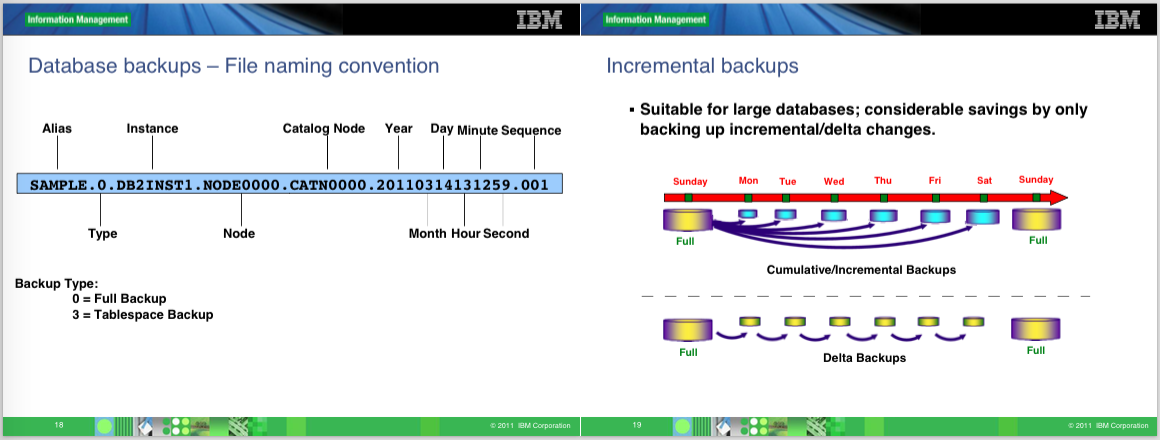 Information Management
IBM
Database backups – File naming convention
Alias Instance Catalog Node Year Day Minute Sequence
SAMPLE.0.DB2INST1.NODE0000.CATN0000.20110314131259.001
Type Node Month Hour Second
Backup Type:
0 = Full Backup
3 = Tablespace Backup
18
© 2011 IBM Corporation
Information Management
IBM
Incremental backups
▪ Suitable for large databases; considerable savings by only
backing up incremental/delta changes.
Sunday Mon Tue Wed Thu Fri Sat Sunday
Full Full
Cumulative/Incremental Backups
Full Full
Delta Backups
19
© 2011 IBM Corporation